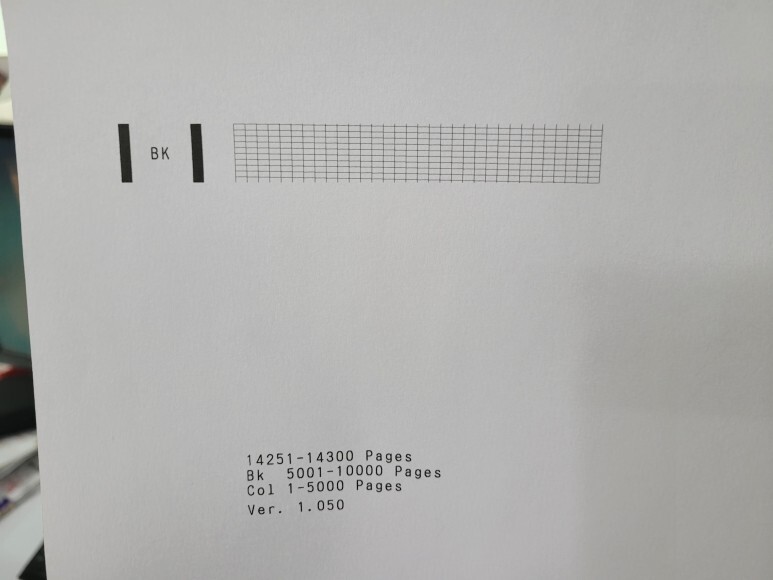 BK
14251-14300 Pages
Bk 5001-10000 Pages
Col 1-5000 Pages
Ver. 1.050